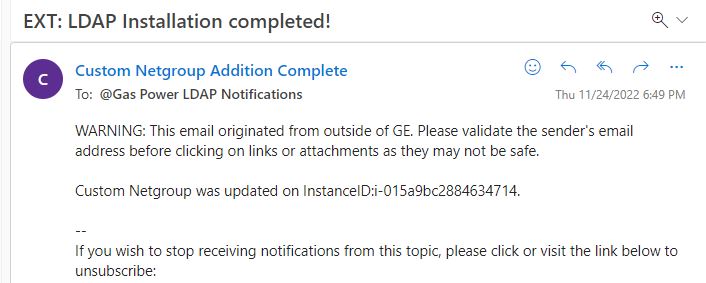 EXT: LDAP Installation completed!
C
Custom Netgroup Addition Complete
To: @Gas Power LDAP Notifications
Thu 11/24/2022 6:49 PM
WARNING: This email originated from outside of GE. Please validate the sender's email
address before clicking on links or attachments as they may not be safe.
Custom Netgroup was updated on InstanceID:i-015a9bc2884634714.
--
If you wish to stop receiving notifications from this topic, please click or visit the link below to
unsubscribe: